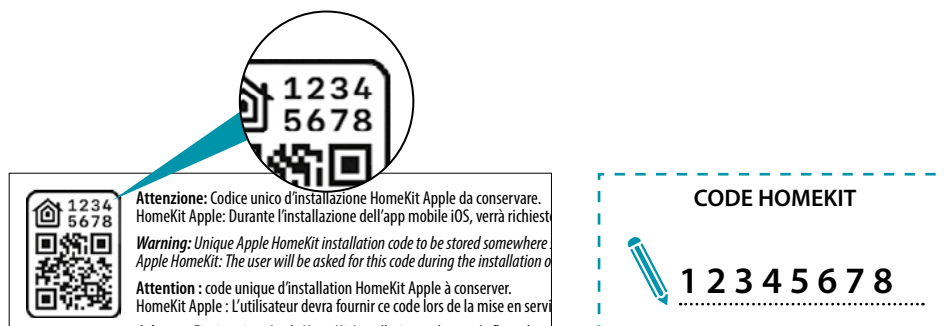 1234
5678
1234
5678
Attenzione: Codice unico d'installazione HomeKit Apple da conservare.
HomeKit Apple: Durante l'installazione dell'app mobile iOS, verrà richiest
Warning: Unique Apple HomeKit installation code to be stored somewhere
Apple HomeKit: The user will be asked for this code during the installation o
Attention : code unique d'installation HomeKit Apple à conserver.
HomeKit Apple : L'utilisateur devra fournir ce code lors de la mise en servi
CODE HOMEKIT
1 2 3 4 5 6 7 8